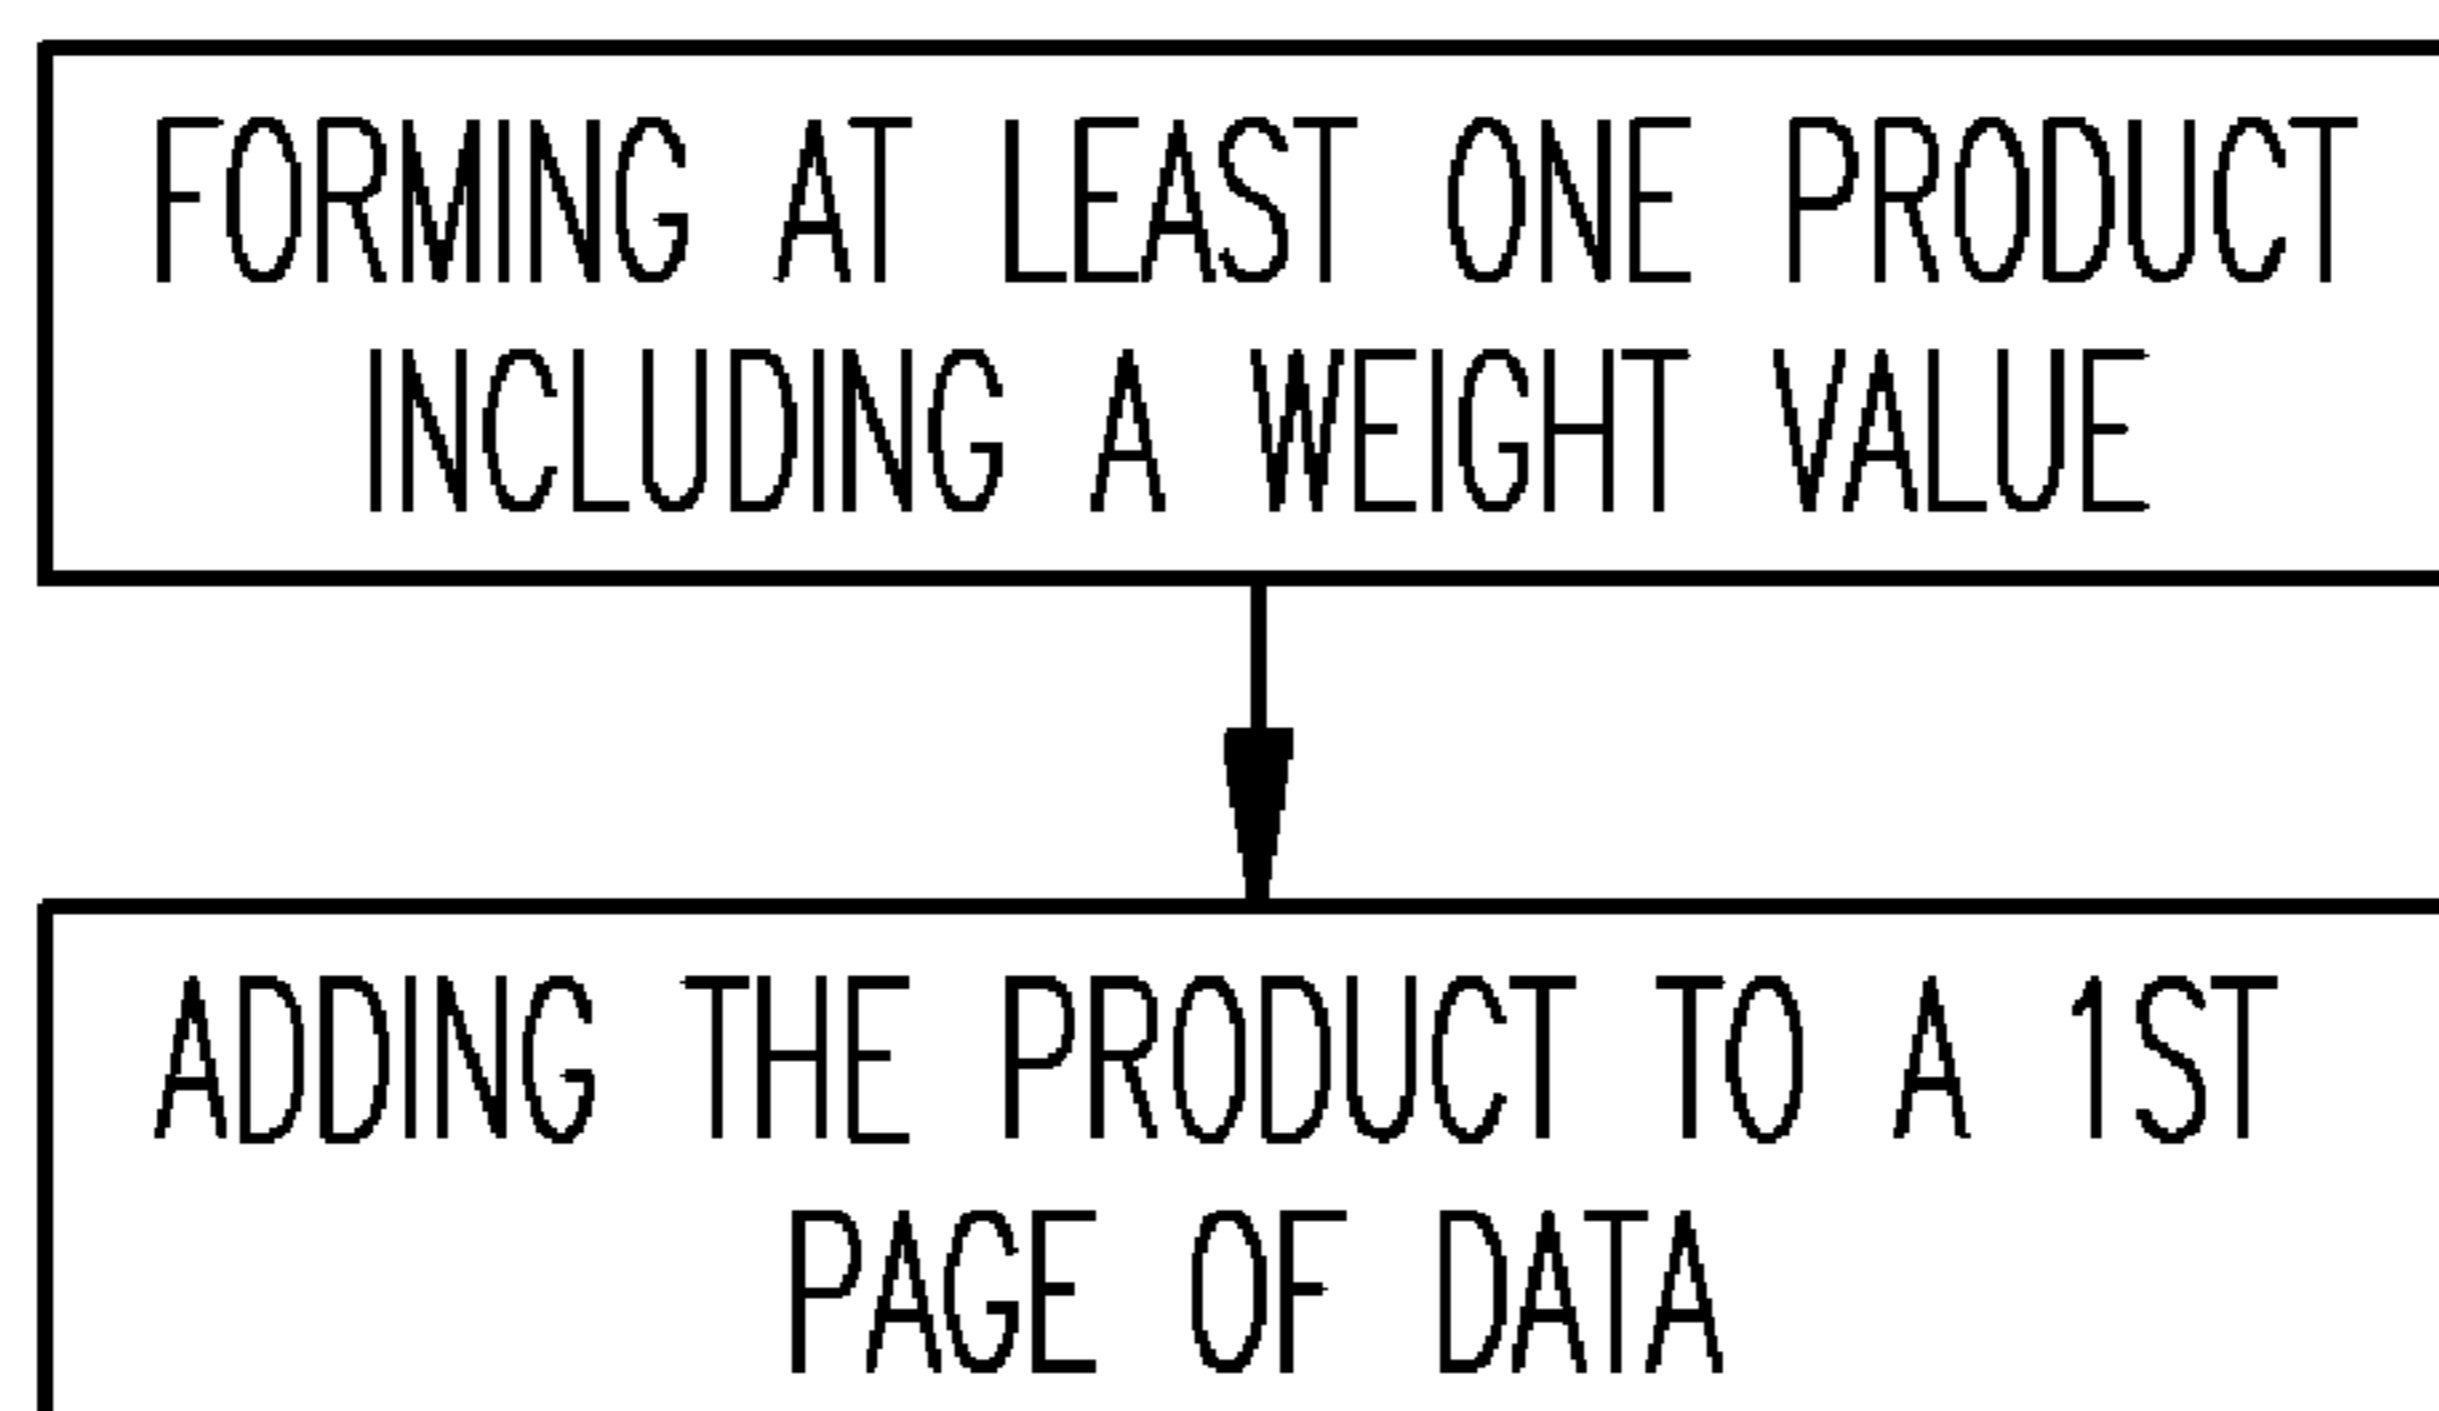 FORMING AT LEAST ONE PRODUCT
INCLUDING A WEIGHT VALUE
ADDING THE PRODUCT TO A 1ST
PAGE OF DATA